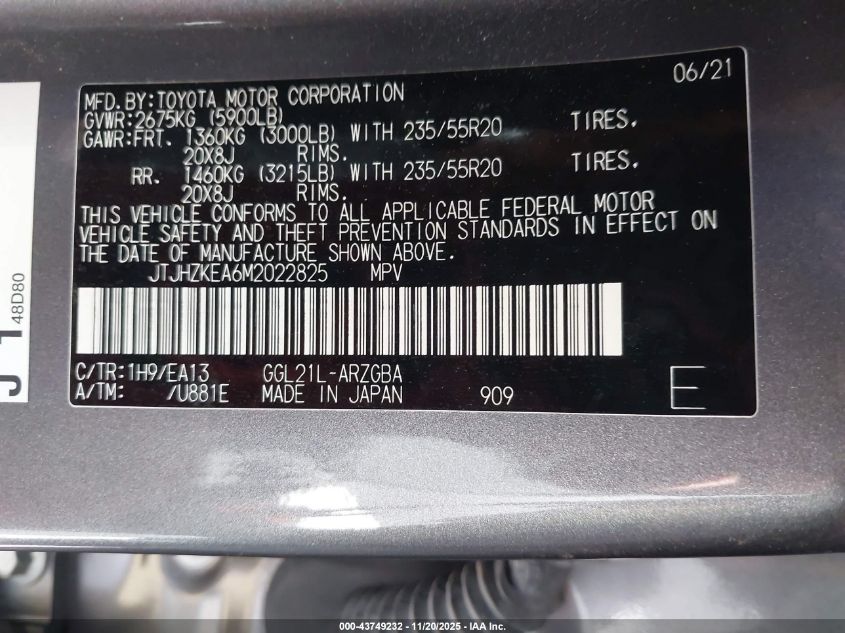 06/21
MFD.BY:TOYOTA MOTOR CORPORATION
GVWR:2675KG (5900LB)
GAWR:FRT. 1360KG (3000LB) WITH 235/55R20 TIRES.
20X8J RIMS.
RR. 1460KG (3215LB) WITH 235/55R20 TIRES.
20X8J RIMS.
THIS VEHICLE CONFORMS TO ALL APPLICABLE FEDERAL MOTOR
VEHICLE SAFETY AND THEFT PREVENTION STANDARDS IN EFFECT ON
THE DATE OF MANUFACTURE SHOWN ABOVE.
JTJHZKEA6M2022825 MPV
C/TR:1H9/EA13 GGL21L-ARZGBA
A/TM: /U881E MADE IN JAPAN 909 E
48D80
J 1
000-43749232 - 11/20/2025 - IAA Inc.